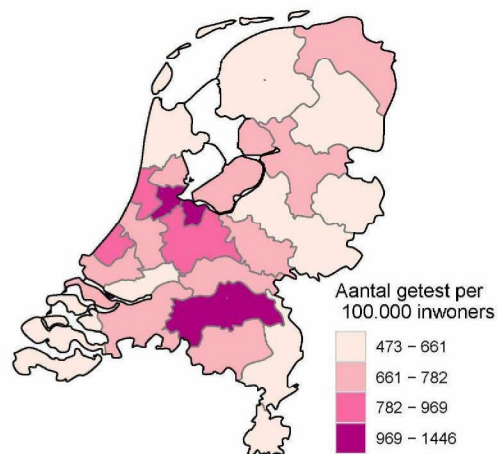 Aantal getest per
100.000 inwoners
473 – 661
661 – 782
782 – 969
969 – 1446